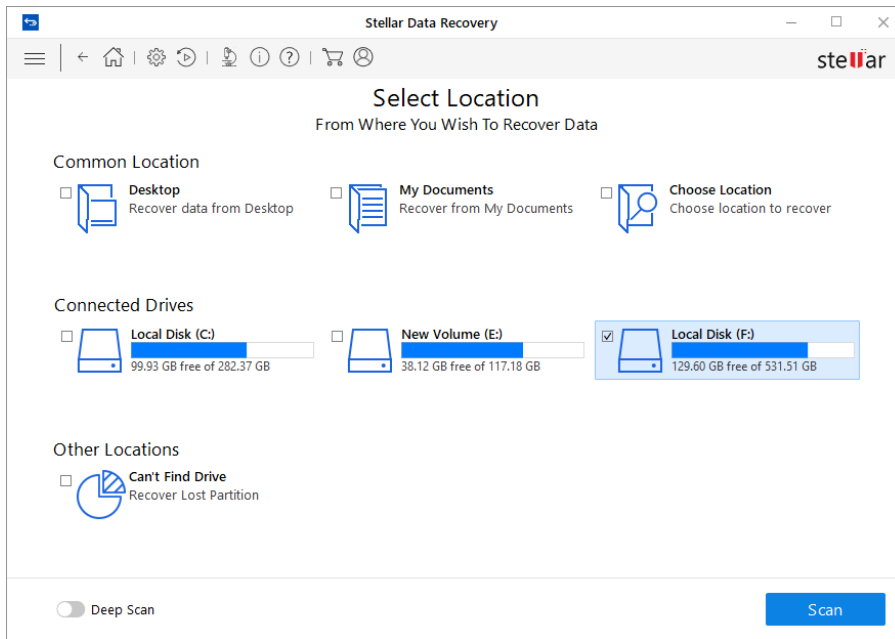 Stellar Data Recovery
stellar
Select Location
From Where You Wish To Recover Data
Common Location
Desktop
Recover data from Desktop
My Documents
Recover from My Documents
Choose Location
Choose location to recover
Connected Drives
Local Disk (C:)
99.93 GB free of 282.37 GB
New Volume (E:)
38.12 GB free of 117.18 GB
Local Disk (F:)
129.60 GB free of 531.51 GB
Other Locations
Can't Find Drive
Recover Lost Partition
Deep Scan
Scan